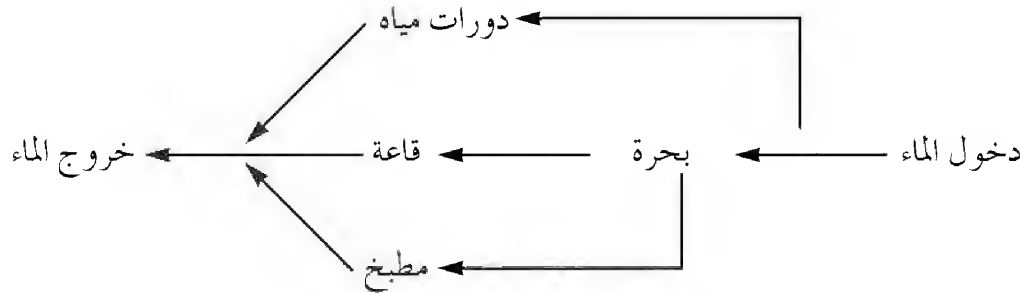 دورات مياه
دخول الماء
بحرة
قاعة
خروج الماء
مطبخ